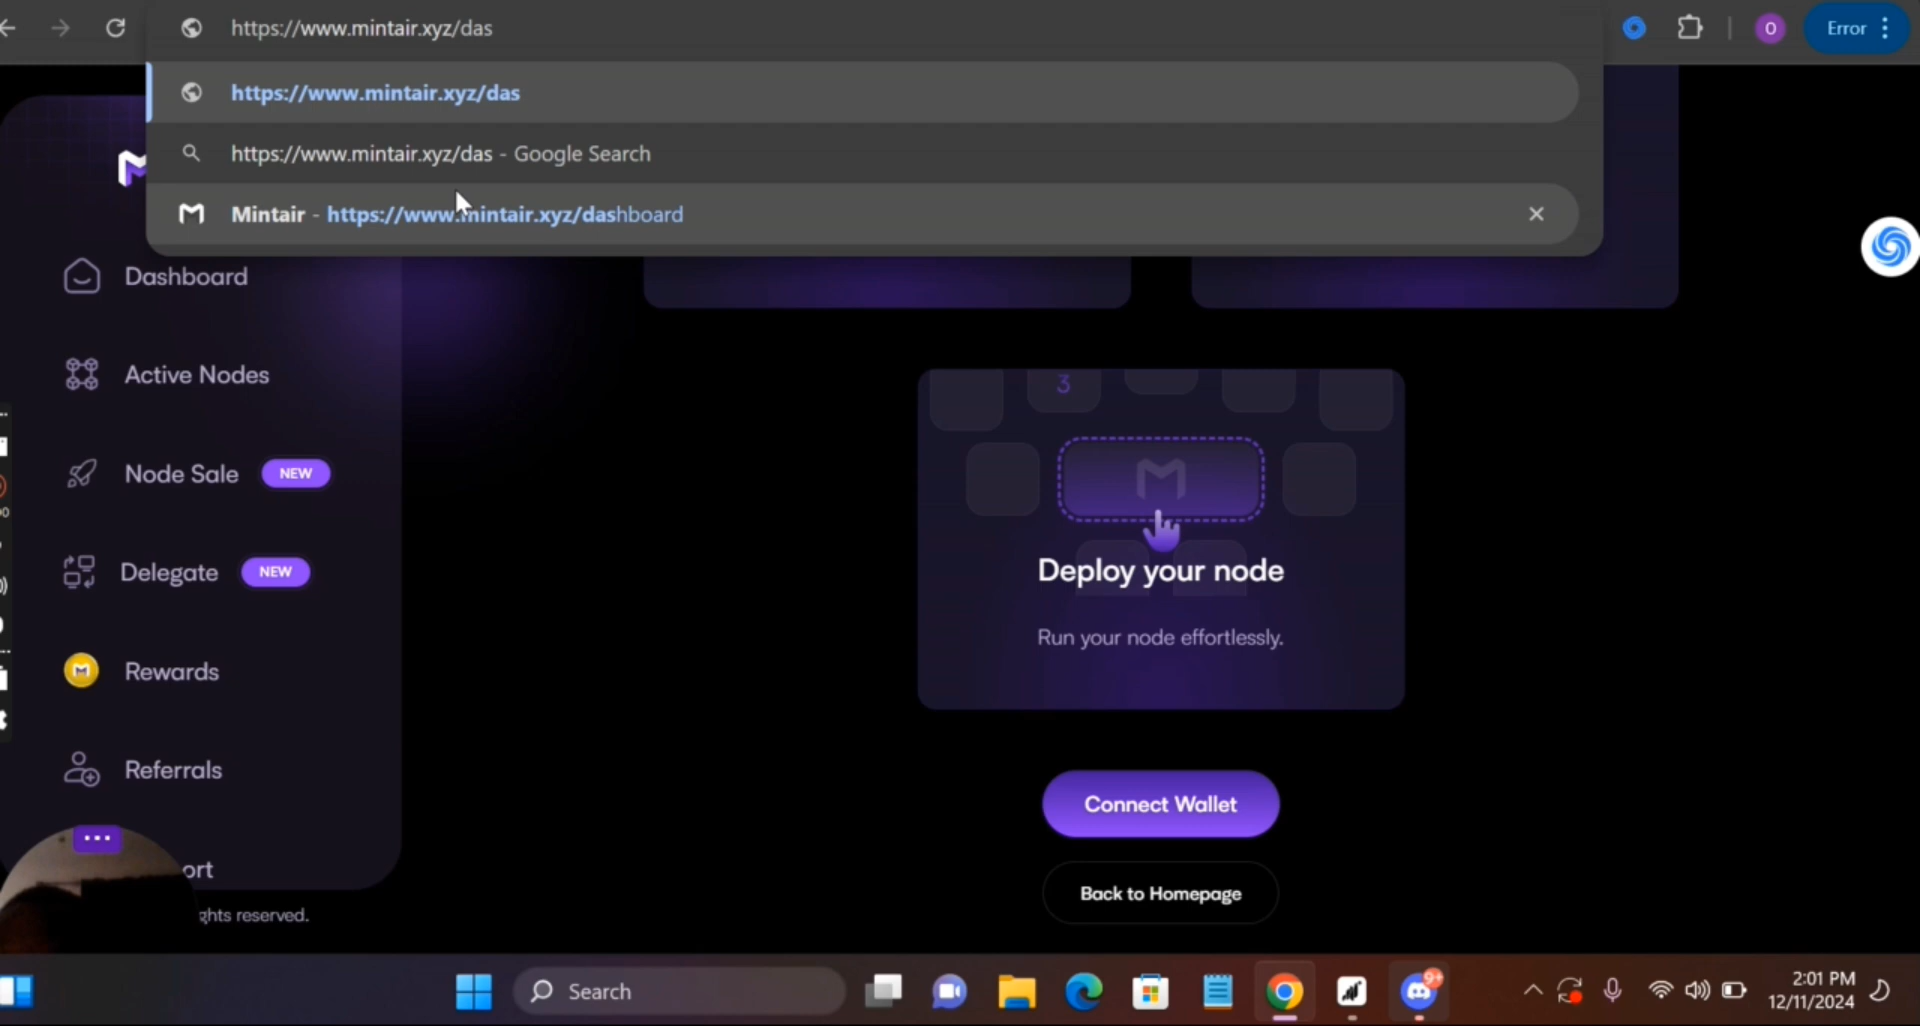 https://www.mintair.xyz/das
Error
https://www.mintair.xyz/das
https://www.mintair.xyz/das - Google Search
Mintair - https://www.mintair.xyz/dashboard
Dashboard
Active Nodes
Node Sale NEW
Delegate NEW
Rewards
Referrals
ort
ghts reserved.
3
Deploy your node
Run your node effortlessly.
Connect Wallet
Back to Homepage
Search
9+
2:01 PM
12/11/2024
O